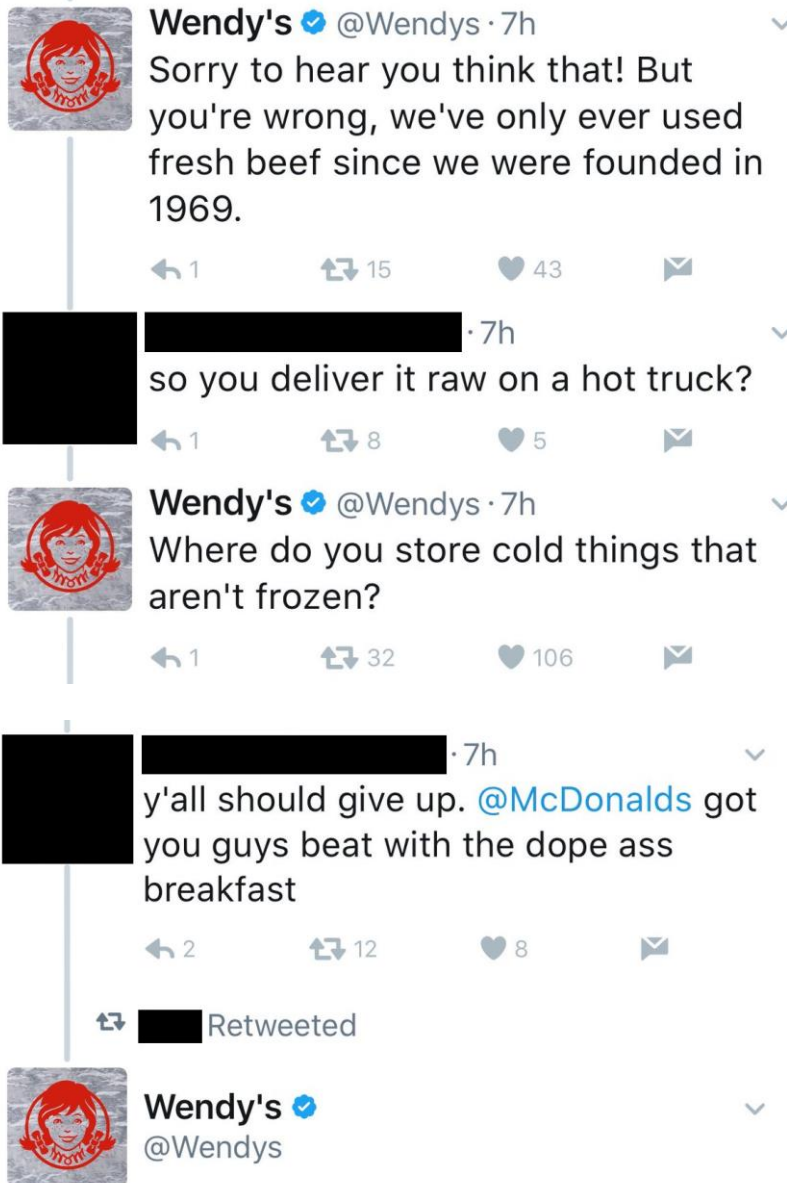 Wendy's @Wendys · 7h
Sorry to hear you think that! But
you're wrong, we've only ever used
fresh beef since we were founded in
1969.
1 15 43
· 7h
so you deliver it raw on a hot truck?
1 8 5
Wendy's @Wendys · 7h
Where do you store cold things that
aren't frozen?
1 32 106
· 7h
y'all should give up. @McDonalds got
you guys beat with the dope ass
breakfast
2 12 8
Retweeted
Wendy's
@Wendys